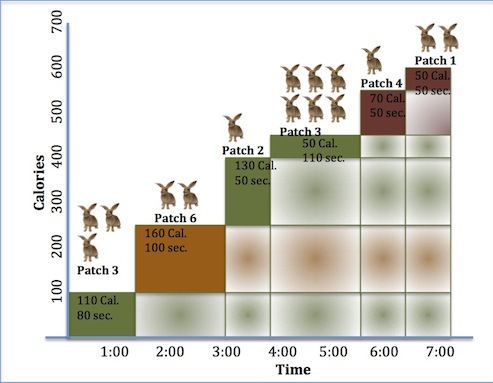 700
600
500
400
300
200
100
Calories
Patch 1
50 Cal.
50 sec.
Patch 4
70 Cal.
50 sec.
Patch 3
50 Cal.
110 sec.
Patch 2
130 Cal.
50 sec.
Patch 6
160 Cal.
100 sec.
Patch 3
110 Cal.
80 sec.
1:00 2:00 3:00 4:00 5:00 6:00 7:00
Time